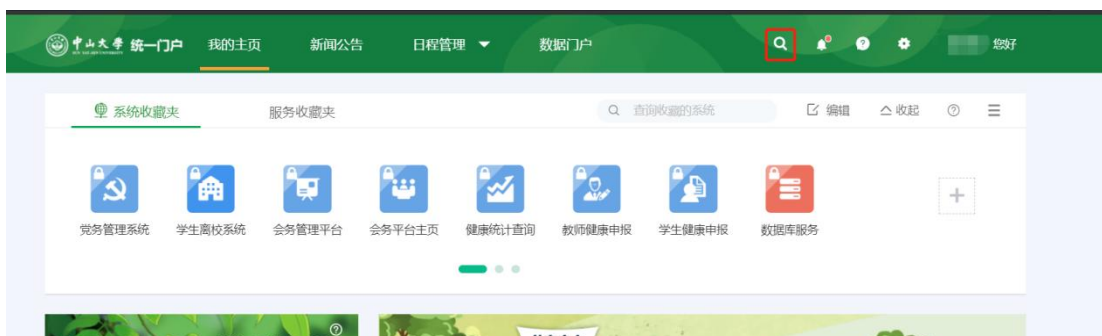 中山大學 统一门户 我的主页 新闻公告 日程管理 数据门户 您好
系统收藏夹 服务收藏夹 查询收藏的系统 编辑 收起
党务管理系统 学生离校系统 会务管理平台 会务平台主页 健康统计查询 教师健康申报 学生健康申报 数据库服务